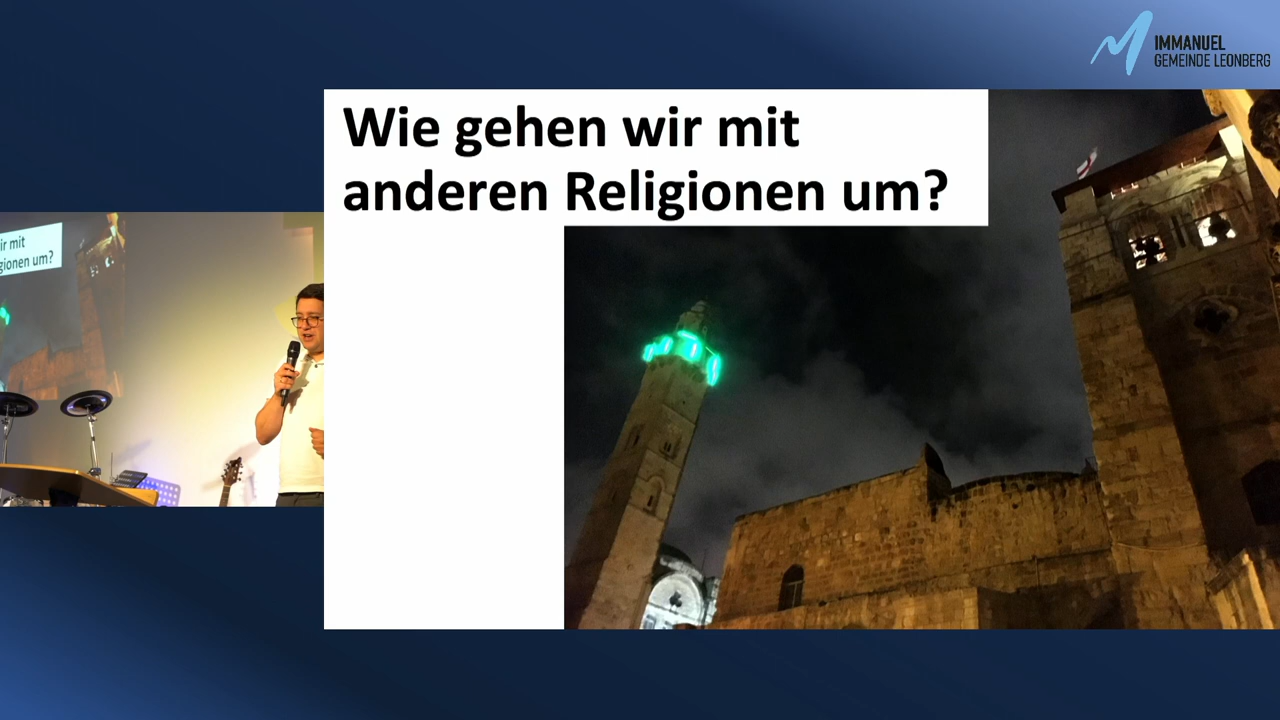 IMMANUEL
GEMEINDE LEONBERG
Wie gehen wir mit
anderen Religionen um?
ir mit
gionen um?